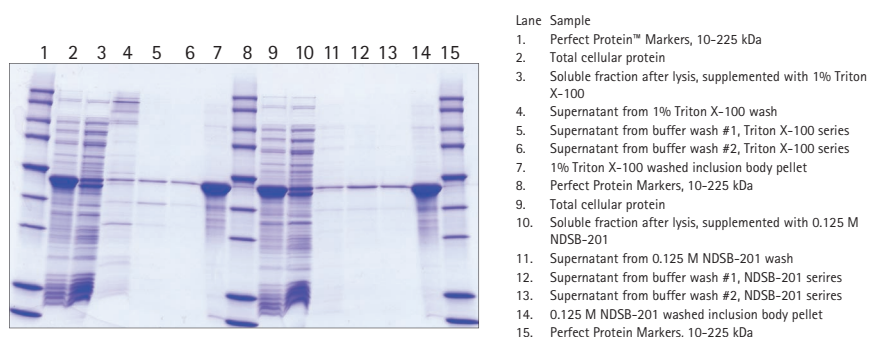 1 2 3 4 5 6 7 8 9 10 11 12 13 14 15
Lane Sample
1. Perfect Protein™ Markers, 10-225 kDa
2. Total cellular protein
3. Soluble fraction after lysis, supplemented with 1% Triton
X-100
4. Supernatant from 1% Triton X-100 wash
5. Supernatant from buffer wash #1, Triton X-100 series
6. Supernatant from buffer wash #2, Triton X-100 series
7. 1% Triton X-100 washed inclusion body pellet
8. Perfect Protein Markers, 10-225 kDa
9. Total cellular protein
10. Soluble fraction after lysis, supplemented with 0.125 M
NDSB-201
11. Supernatant from 0.125 M NDSB-201 wash
12. Supernatant from buffer wash #1, NDSB-201 serires
13. Supernatant from buffer wash #2, NDSB-201 serires
14. 0.125 M NDSB-201 washed inclusion body pellet
15. Perfect Protein Markers, 10-225 kDa